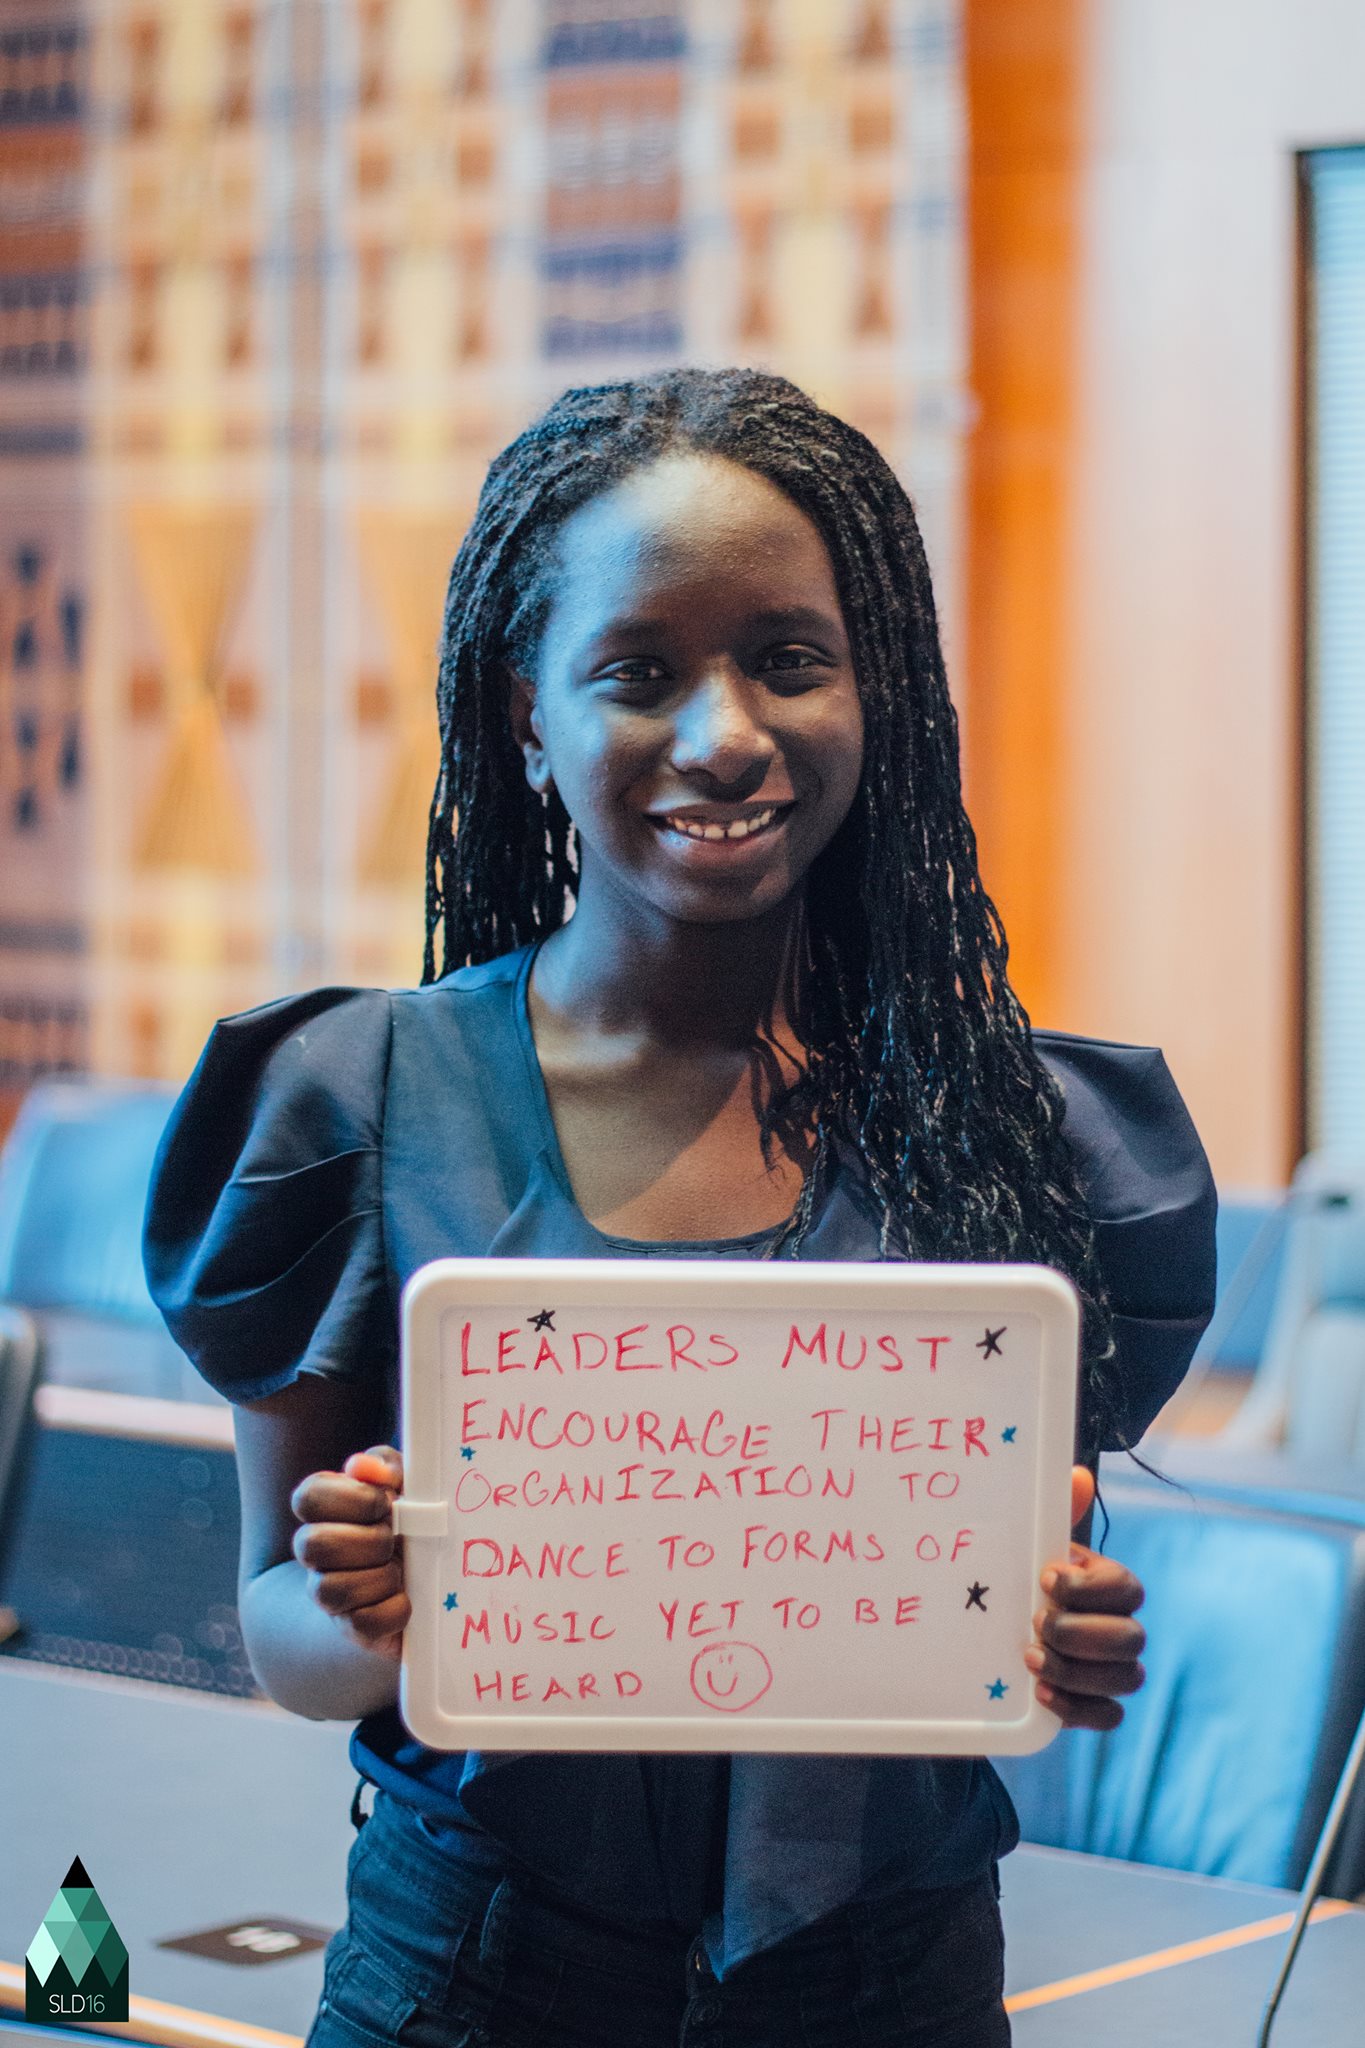 LEADERS MUST
ENCOURAGE THEIR
ORGANIZATION TO
DANCE TO FORMS OF
MUSIC YET TO BE
HEARD
SLD16